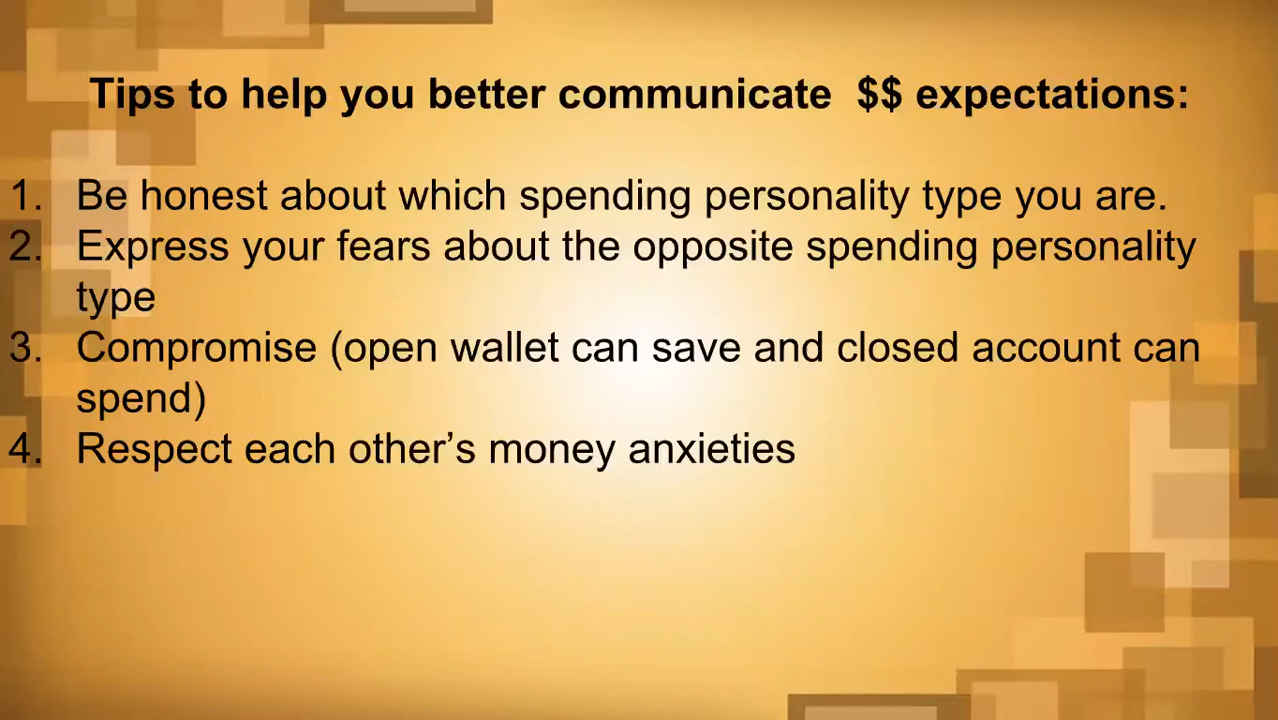 Tips to help you better communicate  $$ expectations:
1. Be honest about which spending personality type you are.
2. Express your fears about the opposite spending personality
type
3. Compromise (open wallet can save and closed account can
spend)
4. Respect each other’s money anxieties